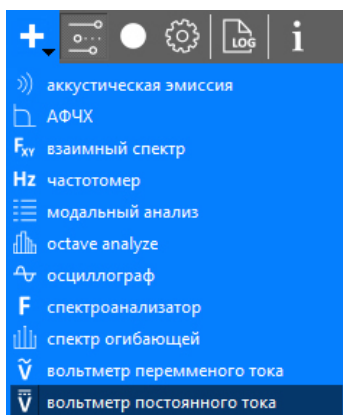 LOG i
аккустическая эмиссия
АФЧХ
Fxy взаимный спектр
Hz частотомер
модальный анализ
octave analyze
осциллограф
F спектроанализатор
спектр огибающей
Ṽ вольтметр перемменого тока
V̅ вольтметр постоянного тока